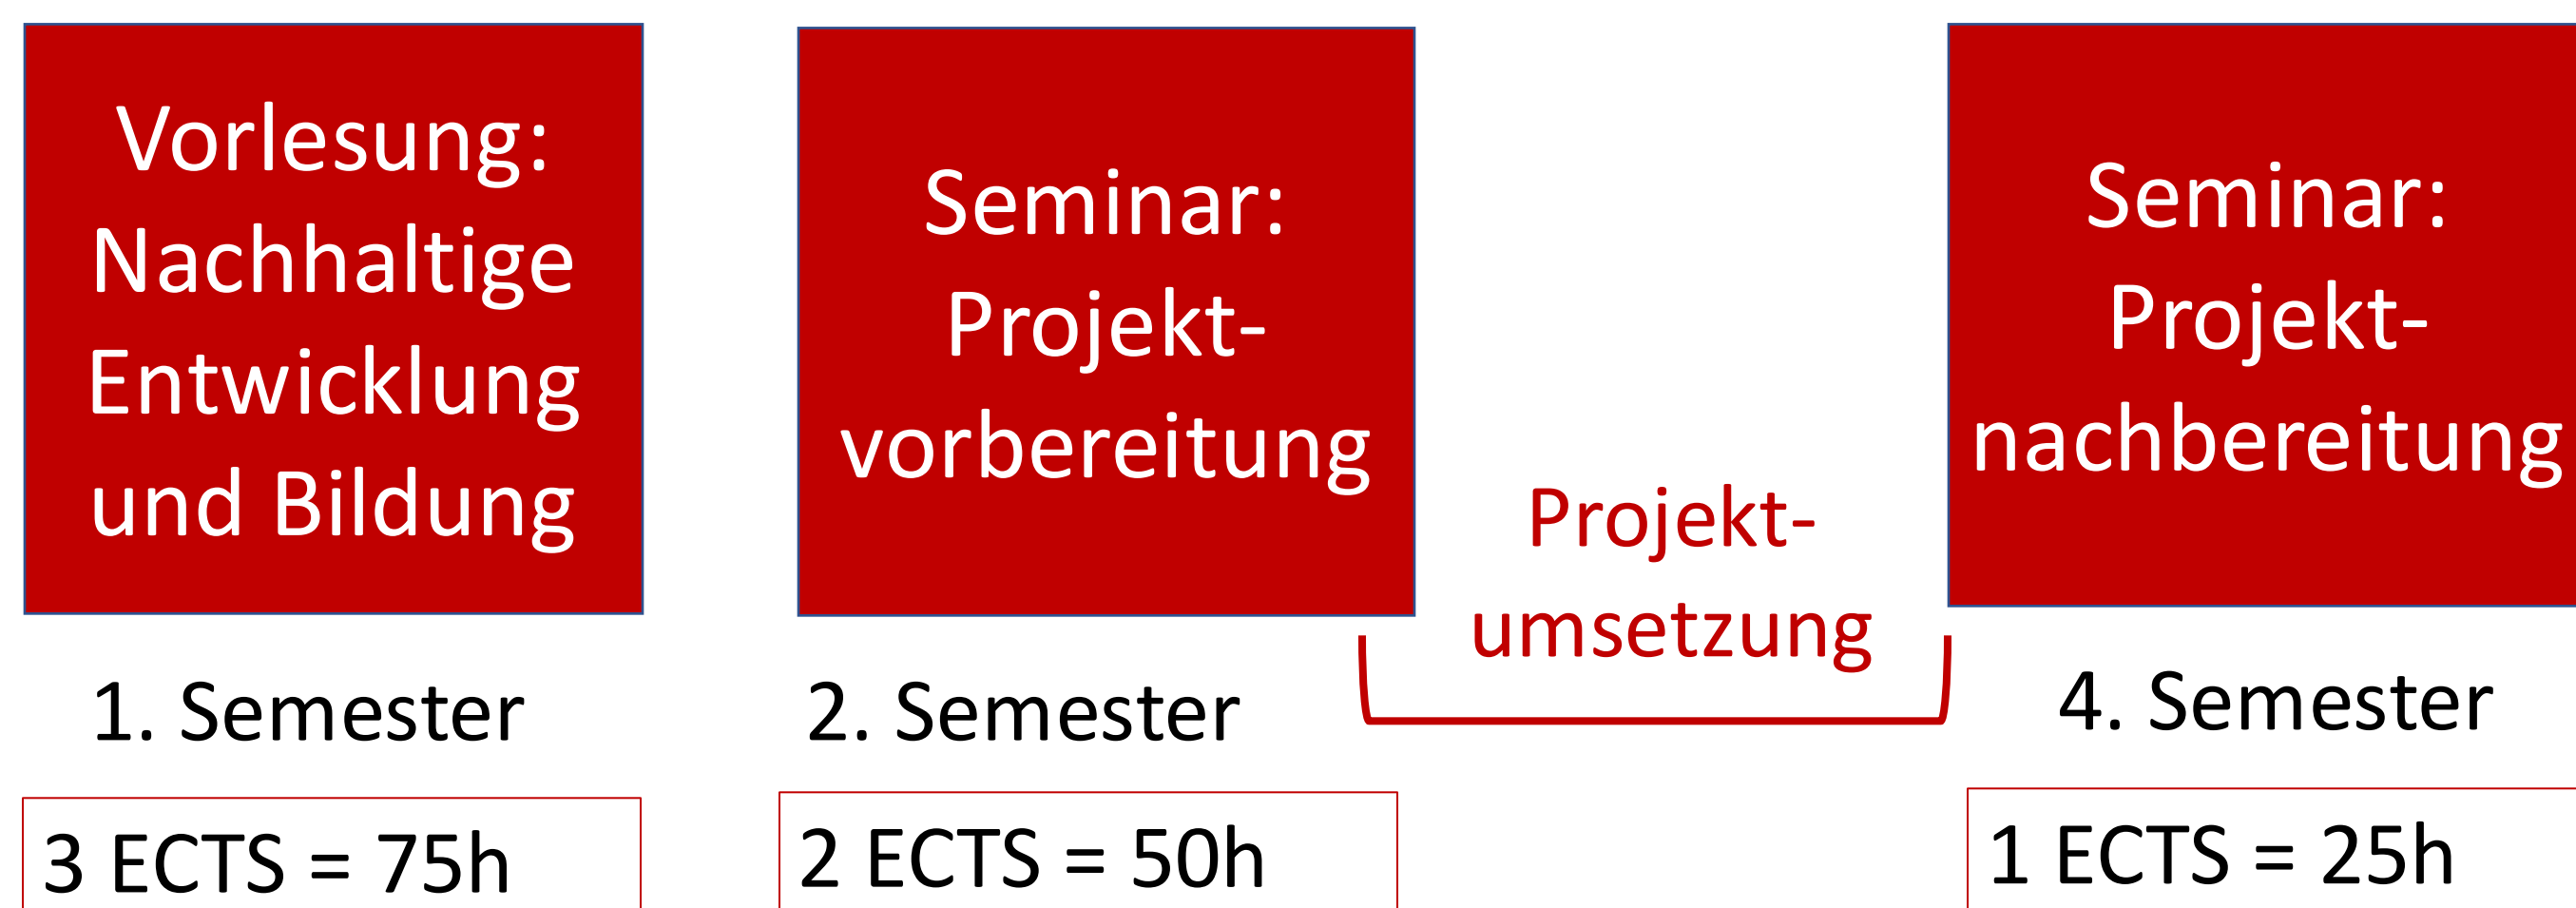 Vorlesung:
Nachhaltige
Entwicklung
und Bildung
1. Semester
3 ECTS = 75h
Seminar:
Projekt-
vorbereitung
2. Semester
2 ECTS = 50h
Projekt-
umsetzung
Seminar:
Projekt-
nachbereitung
4. Semester
1 ECTS = 25h